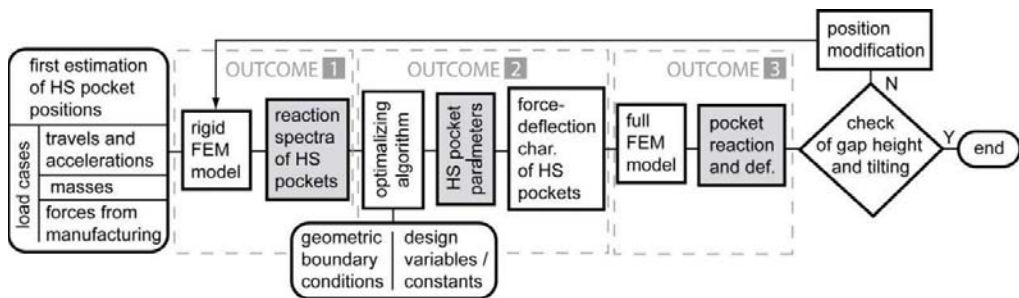 first estimation
of HS pocket
positions
load cases
travels and
accelerations
masses
forces from
manufacturing
OUTCOME 1
rigid
FEM
model
reaction
spectra
of HS
pockets
OUTCOME 2
optimalizing
algorithm
HS pocket
parameters
force-
deflection
char.
of HS
pockets
geometric
boundary
conditions
design
variables /
constants
OUTCOME 3
full
FEM
model
pocket
reaction
and def.
position
modification
N
check
of gap height
and tilting
Y
end